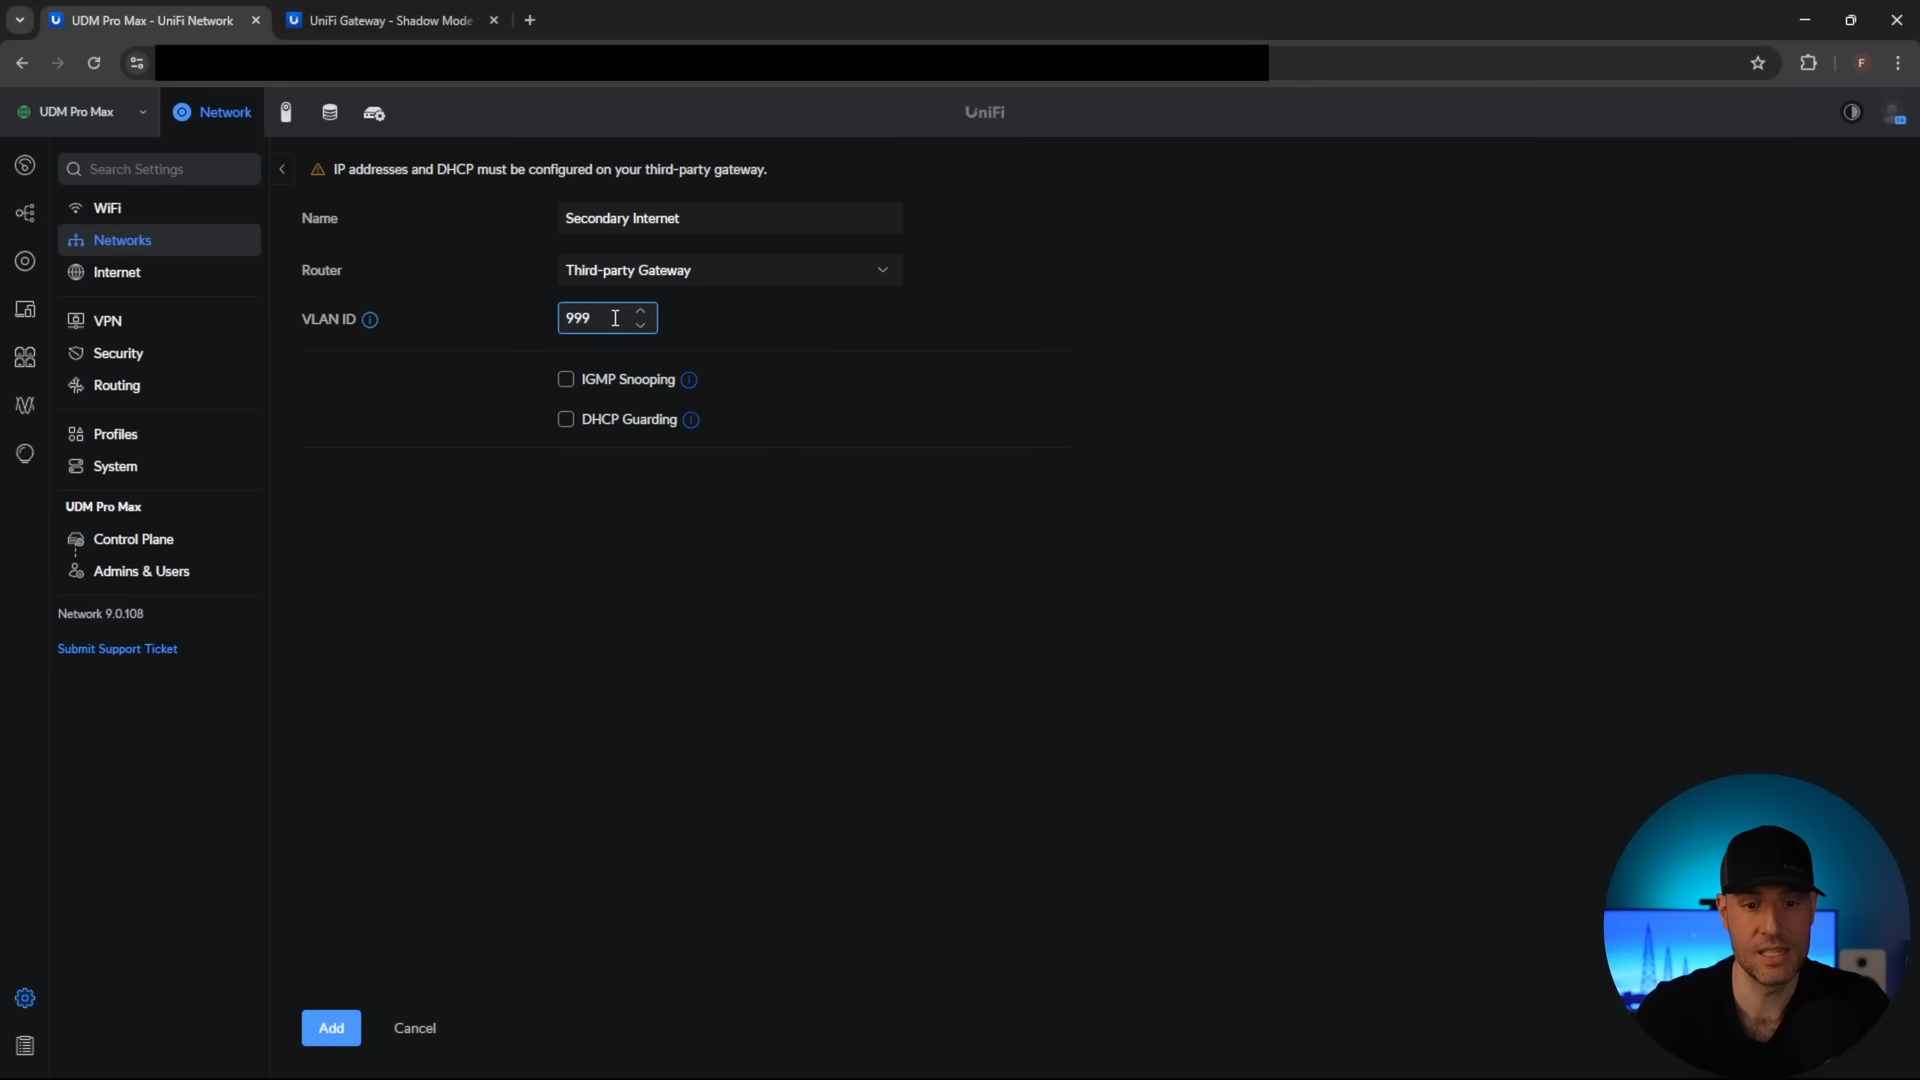 UDM Pro Max - UniFi Network
UniFi Gateway - Shadow Mode
F
UDM Pro Max
Network
UniFi
Search Settings
IP addresses and DHCP must be configured on your third-party gateway.
WiFi
Name
Secondary Internet
Networks
Internet
Router
Third-party Gateway
VPN
VLAN ID
999
Security
Routing
IGMP Snooping
DHCP Guarding
Profiles
System
UDM Pro Max
Control Plane
Admins & Users
Network 9.0.108
Submit Support Ticket
Add
Cancel